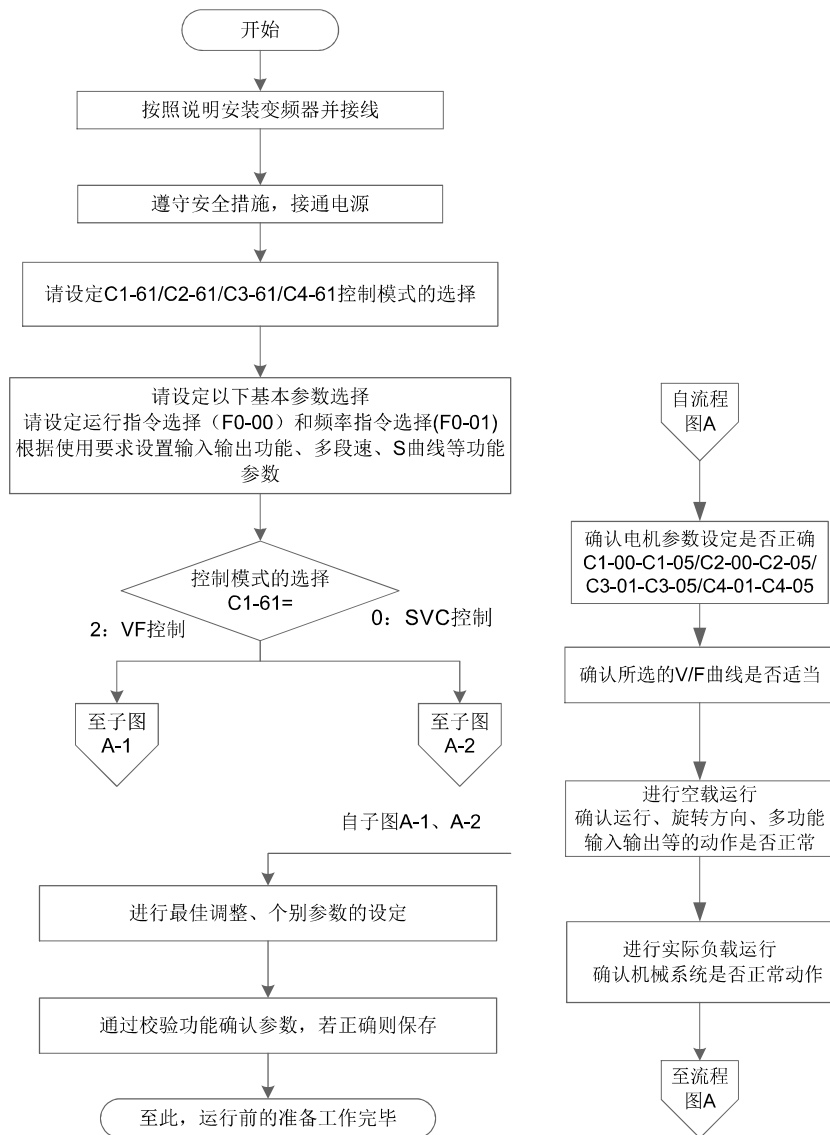 开始
按照说明安装变频器并接线
遵守安全措施，接通电源
请设定C1-61/C2-61/C3-61/C4-61控制模式的选择
请设定以下基本参数选择
请设定运行指令选择（F0-00）和频率指令选择(F0-01)
根据使用要求设置输入输出功能、多段速、S曲线等功能
参数
控制模式的选择
C1-61=
2：VF控制
0：SVC控制
至子图
A-1
至子图
A-2
自子图A-1、A-2
进行最佳调整、个别参数的设定
通过校验功能确认参数，若正确则保存
至此，运行前的准备工作完毕
自流程
图A
确认电机参数设定是否正确
C1-00-C1-05/C2-00-C2-05/
C3-01-C3-05/C4-01-C4-05
确认所选的V/F曲线是否适当
进行空载运行
确认运行、旋转方向、多功能
输入输出等的动作是否正常
进行实际负载运行
确认机械系统是否正常动作
至流程
图A